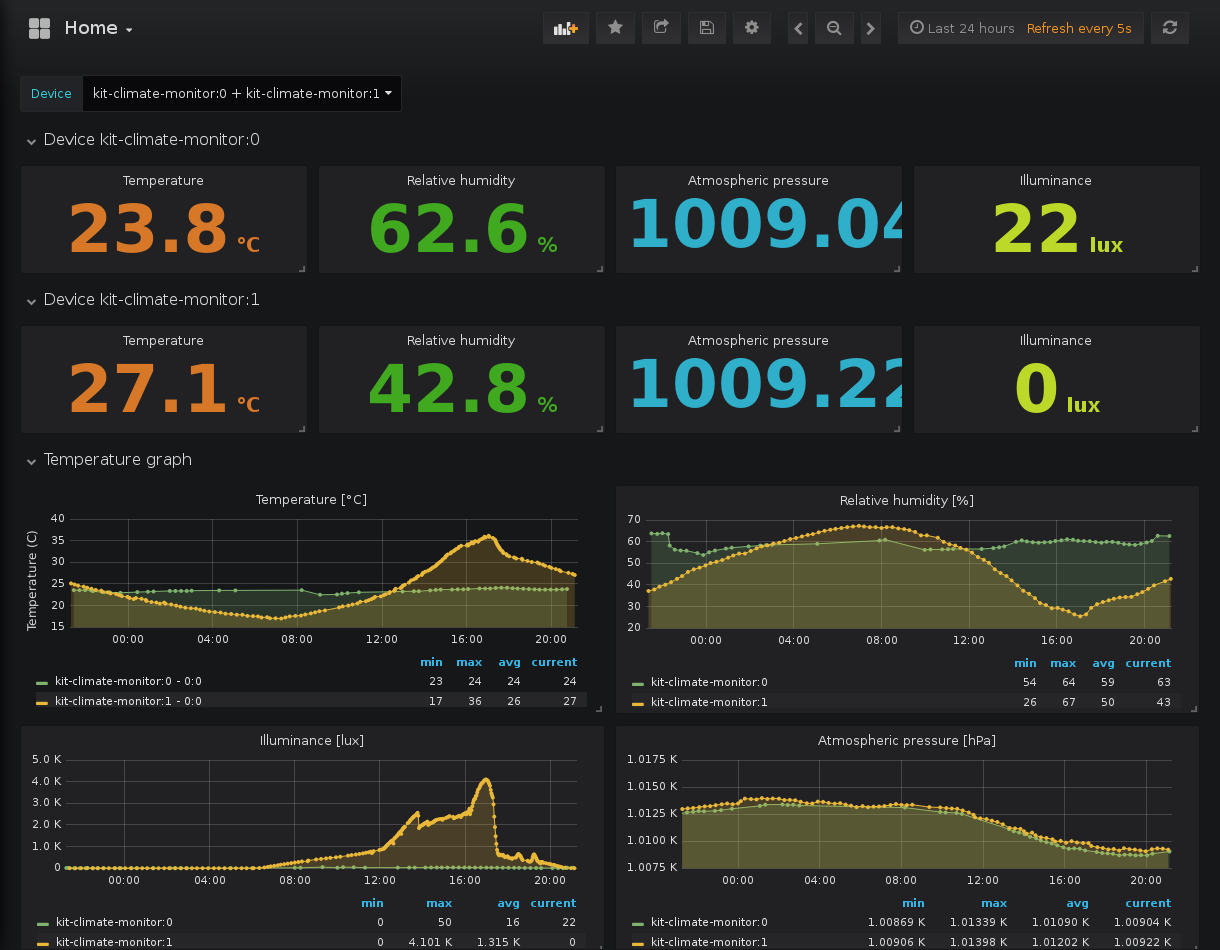 Home
Last 24 hours Refresh every 5s
Device kit-climate-monitor:0 + kit-climate-monitor:1
Device kit-climate-monitor:0
Temperature Relative humidity Atmospheric pressure Illuminance
23.8 °C 62.6 % 1009.04 22 lux
Device kit-climate-monitor:1
Temperature Relative humidity Atmospheric pressure Illuminance
27.1 °C 42.8 % 1009.22 0 lux
Temperature graph
Temperature [°C]
Temperature (C)
40
35
30
25
20
15
00:00 04:00 08:00 12:00 16:00 20:00
min max avg current
kit-climate-monitor:0 - 0:0 23 24 24 24
kit-climate-monitor:1 - 0:0 17 36 26 27
Relative humidity [%]
70
60
50
40
30
20
00:00 04:00 08:00 12:00 16:00 20:00
min max avg current
kit-climate-monitor:0 54 64 59 63
kit-climate-monitor:1 26 67 50 43
Illuminance [lux]
5.0 K
4.0 K
3.0 K
2.0 K
1.0 K
0
00:00 04:00 08:00 12:00 16:00 20:00
min max avg current
kit-climate-monitor:0 0 50 16 22
kit-climate-monitor:1 0 4.101 K 1.315 K 0
Atmospheric pressure [hPa]
1.0175 K
1.0150 K
1.0125 K
1.0100 K
1.0075 K
00:00 04:00 08:00 12:00 16:00 20:00
min max avg current
kit-climate-monitor:0 1.00869 K 1.01339 K 1.01090 K 1.00904 K
kit-climate-monitor:1 1.00906 K 1.01398 K 1.01202 K 1.00922 K